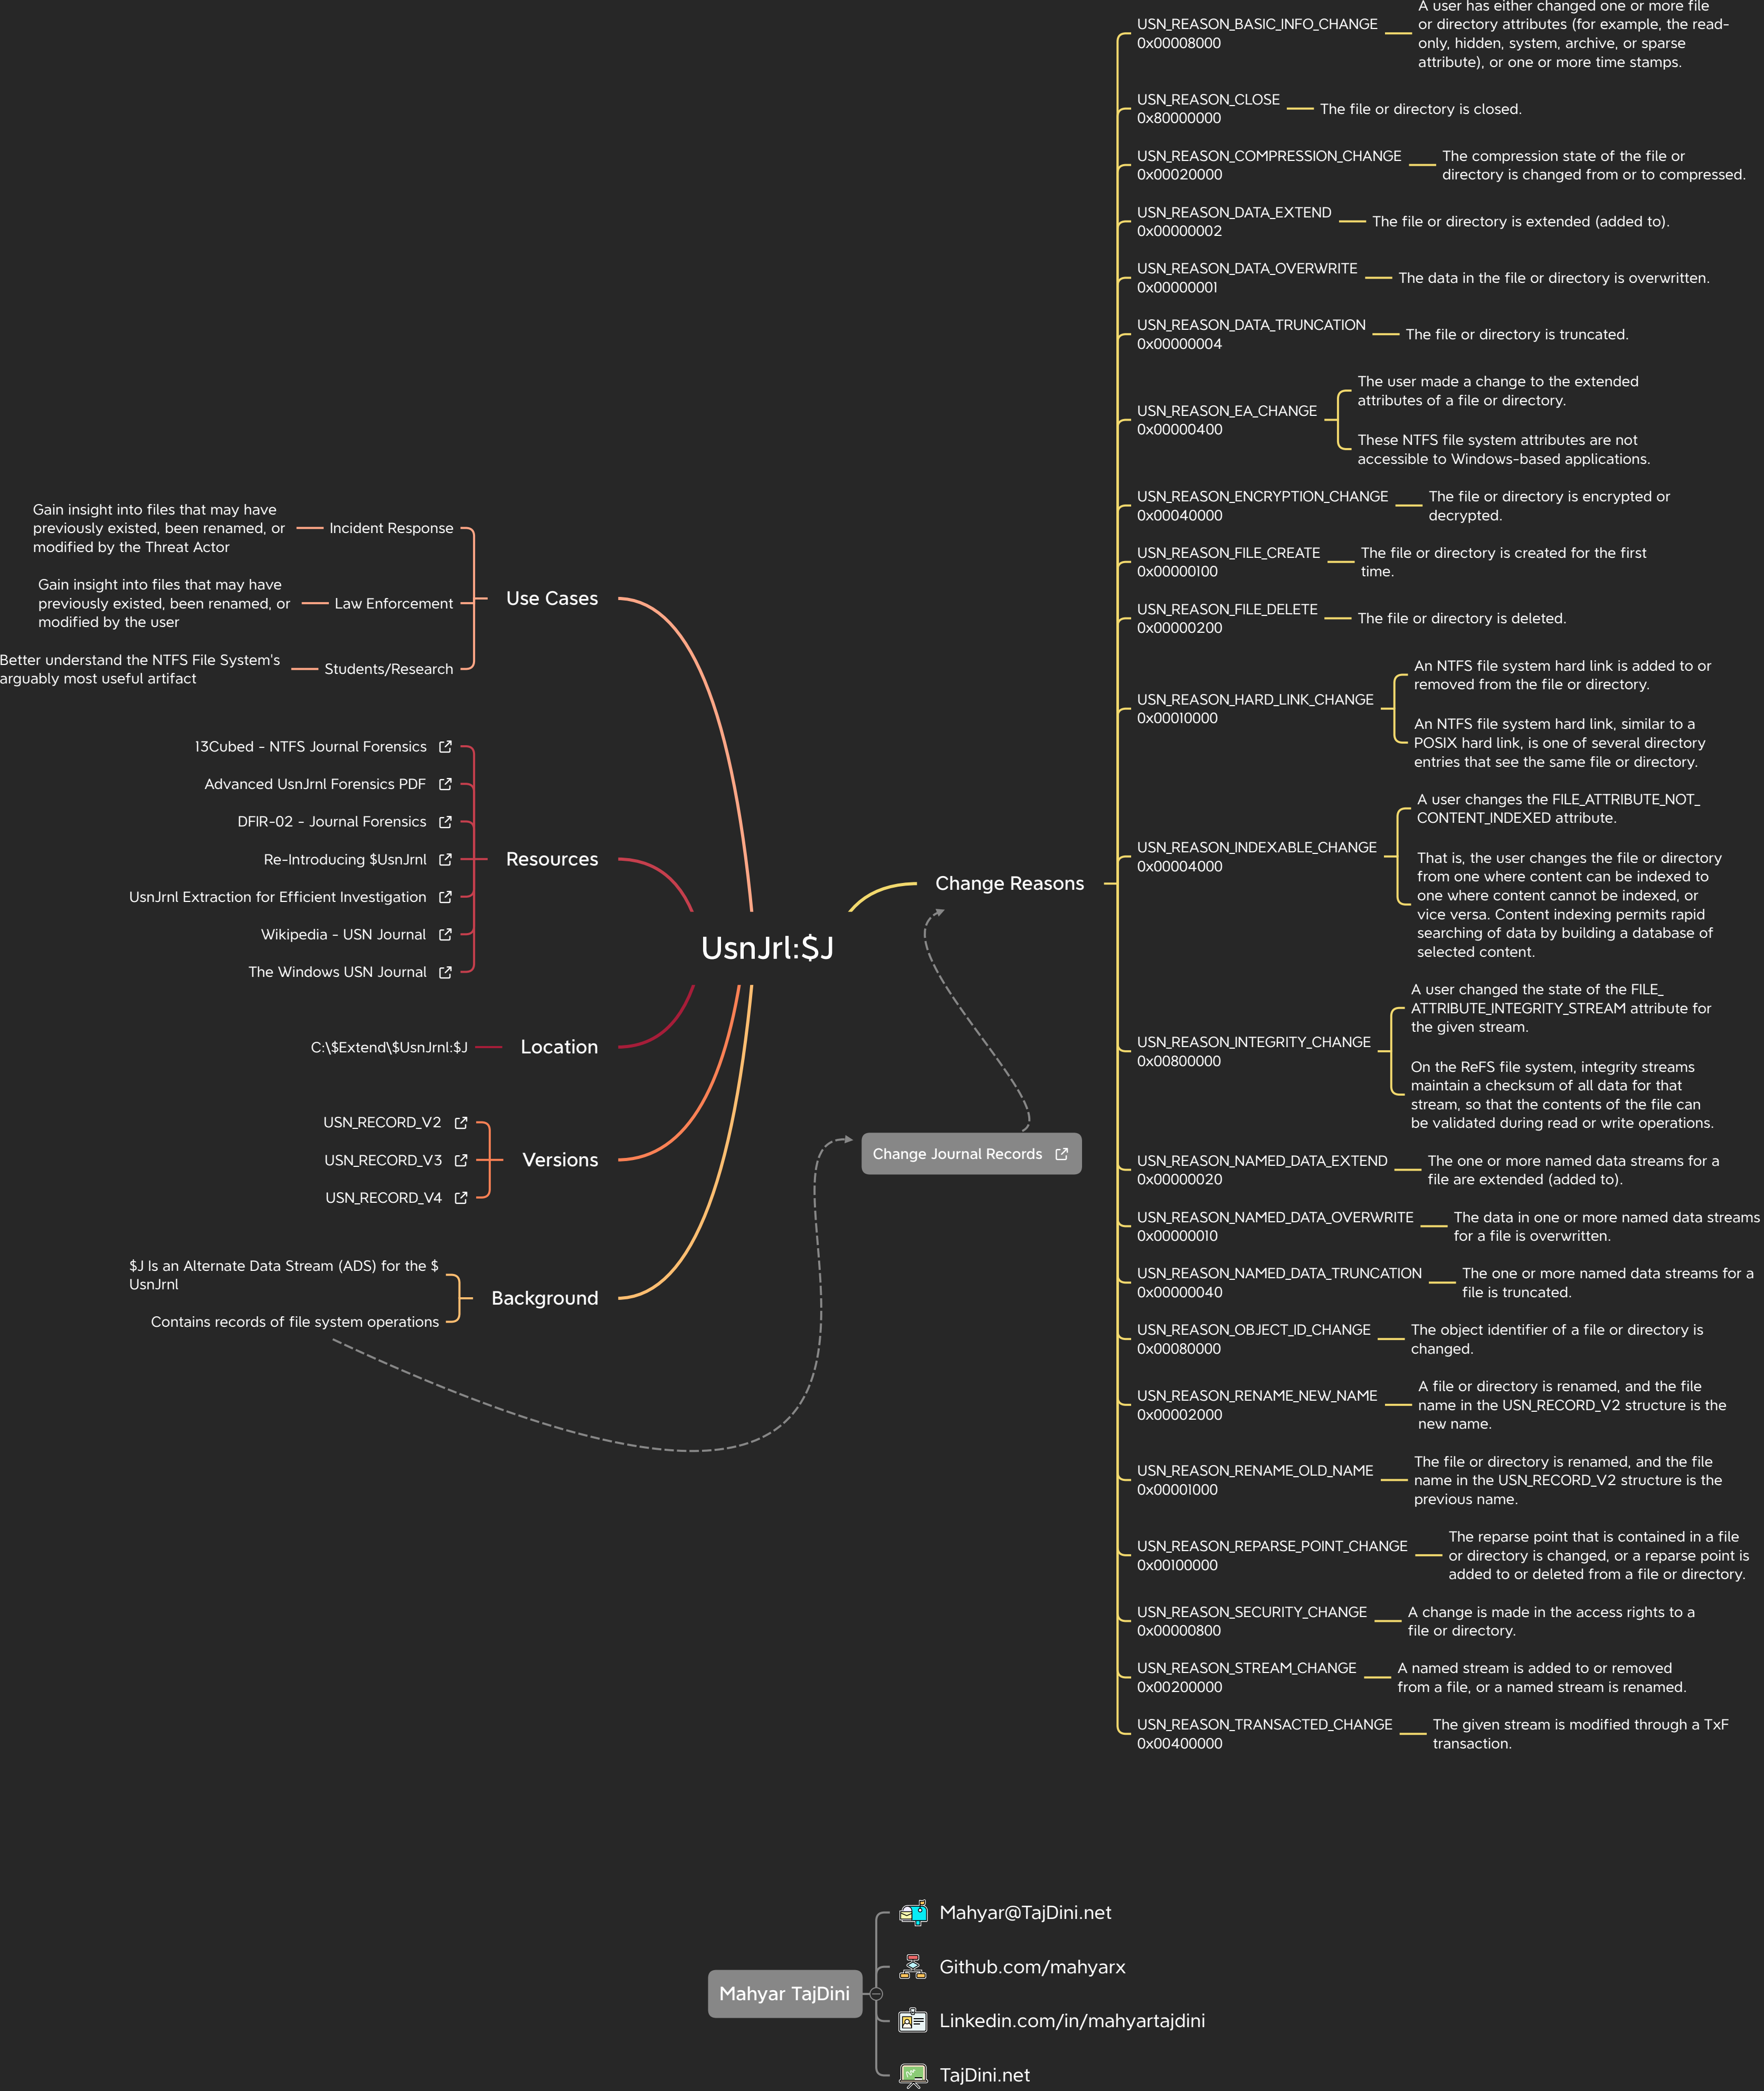 UsnJrl:$J
Use Cases
Incident Response
Gain insight into files that may have
previously existed, been renamed, or
modified by the Threat Actor
Law Enforcement
Gain insight into files that may have
previously existed, been renamed, or
modified by the user
Students/Research
Better understand the NTFS File System's
arguably most useful artifact
Resources
13Cubed - NTFS Journal Forensics
Advanced UsnJrnl Forensics PDF
DFIR-02 - Journal Forensics
Re-Introducing $UsnJrnl
UsnJrnl Extraction for Efficient Investigation
Wikipedia - USN Journal
The Windows USN Journal
Location
C:\$Extend\$UsnJrnl:$J
Versions
USN_RECORD_V2
USN_RECORD_V3
USN_RECORD_V4
Background
$J Is an Alternate Data Stream (ADS) for the $
UsnJrnl
Contains records of file system operations
Change Journal Records
Change Reasons
USN_REASON_BASIC_INFO_CHANGE
0x00008000
A user has either changed one or more file
or directory attributes (for example, the read-
only, hidden, system, archive, or sparse
attribute), or one or more time stamps.
USN_REASON_CLOSE
0x80000000
The file or directory is closed.
USN_REASON_COMPRESSION_CHANGE
0x00020000
The compression state of the file or
directory is changed from or to compressed.
USN_REASON_DATA_EXTEND
0x00000002
The file or directory is extended (added to).
USN_REASON_DATA_OVERWRITE
0x00000001
The data in the file or directory is overwritten.
USN_REASON_DATA_TRUNCATION
0x00000004
The file or directory is truncated.
USN_REASON_EA_CHANGE
0x00000400
The user made a change to the extended
attributes of a file or directory.
These NTFS file system attributes are not
accessible to Windows-based applications.
USN_REASON_ENCRYPTION_CHANGE
0x00040000
The file or directory is encrypted or
decrypted.
USN_REASON_FILE_CREATE
0x00000100
The file or directory is created for the first
time.
USN_REASON_FILE_DELETE
0x00000200
The file or directory is deleted.
USN_REASON_HARD_LINK_CHANGE
0x00010000
An NTFS file system hard link is added to or
removed from the file or directory.
An NTFS file system hard link, similar to a
POSIX hard link, is one of several directory
entries that see the same file or directory.
USN_REASON_INDEXABLE_CHANGE
0x00004000
A user changes the FILE_ATTRIBUTE_NOT_
CONTENT_INDEXED attribute.
That is, the user changes the file or directory
from one where content can be indexed to
one where content cannot be indexed, or
vice versa. Content indexing permits rapid
searching of data by building a database of
selected content.
USN_REASON_INTEGRITY_CHANGE
0x00800000
A user changed the state of the FILE_
ATTRIBUTE_INTEGRITY_STREAM attribute for
the given stream.
On the ReFS file system, integrity streams
maintain a checksum of all data for that
stream, so that the contents of the file can
be validated during read or write operations.
USN_REASON_NAMED_DATA_EXTEND
0x00000020
The one or more named data streams for a
file are extended (added to).
USN_REASON_NAMED_DATA_OVERWRITE
0x00000010
The data in one or more named data streams
for a file is overwritten.
USN_REASON_NAMED_DATA_TRUNCATION
0x00000040
The one or more named data streams for a
file is truncated.
USN_REASON_OBJECT_ID_CHANGE
0x00080000
The object identifier of a file or directory is
changed.
USN_REASON_RENAME_NEW_NAME
0x00002000
A file or directory is renamed, and the file
name in the USN_RECORD_V2 structure is the
new name.
USN_REASON_RENAME_OLD_NAME
0x00001000
The file or directory is renamed, and the file
name in the USN_RECORD_V2 structure is the
previous name.
USN_REASON_REPARSE_POINT_CHANGE
0x00100000
The reparse point that is contained in a file
or directory is changed, or a reparse point is
added to or deleted from a file or directory.
USN_REASON_SECURITY_CHANGE
0x00000800
A change is made in the access rights to a
file or directory.
USN_REASON_STREAM_CHANGE
0x00200000
A named stream is added to or removed
from a file, or a named stream is renamed.
USN_REASON_TRANSACTED_CHANGE
0x00400000
The given stream is modified through a TxF
transaction.
Mahyar TajDini
Mahyar@TajDini.net
Github.com/mahyarx
Linkedin.com/in/mahyartajdini
TajDini.net